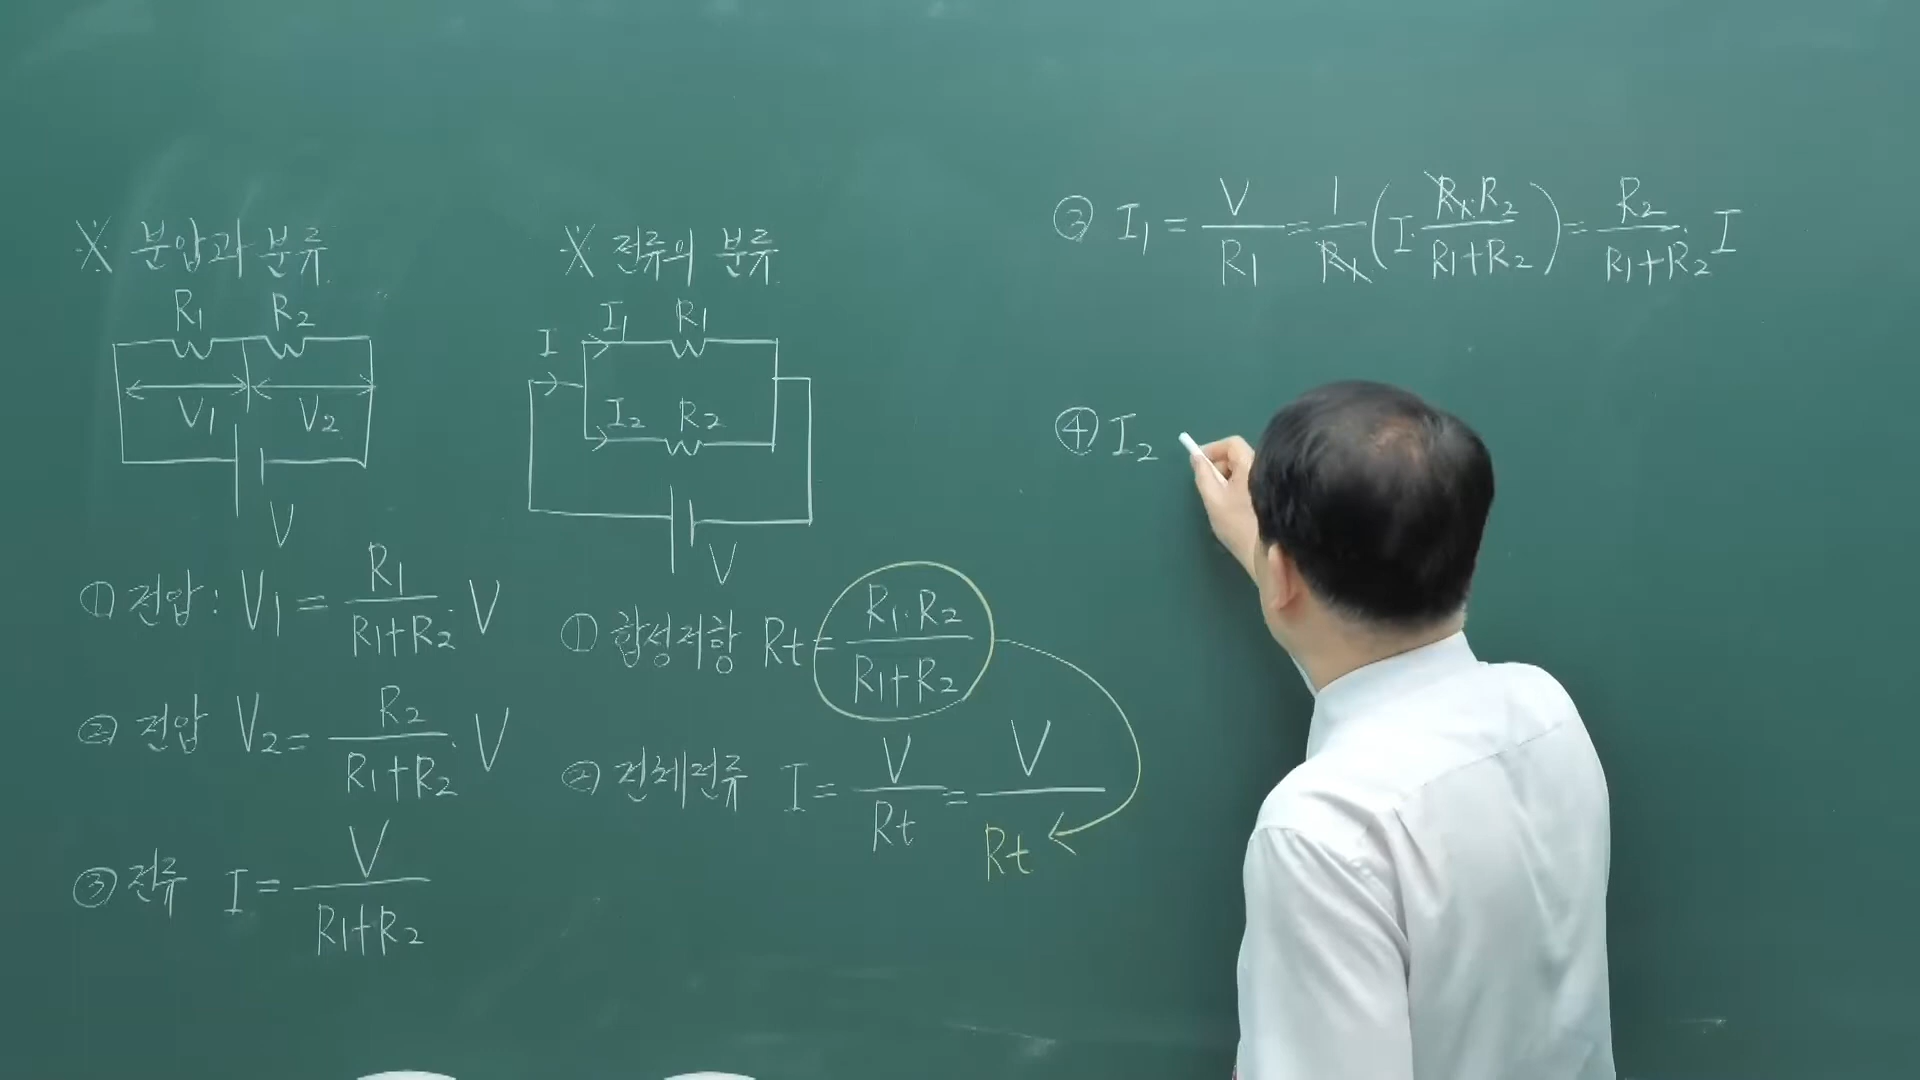 ※ 분압과 분류
R₁ R₂
V₁ V₂
V
① 전압 : V₁ = R₁/(R₁+R₂) · V
② 전압 V₂ = R₂/(R₁+R₂) · V
③ 전류 I = V/(R₁+R₂)
※ 전류의 분류
I I₁ R₁
I₂ R₂
V
① 합성저항 Rt = R₁·R₂/(R₁+R₂)
② 전체전류 I = V/Rt = V/Rt
③ I₁ = V/R₁ = 1/R₁ (I · R₁·R₂/(R₁+R₂)) = R₂/(R₁+R₂) · I
④ I₂